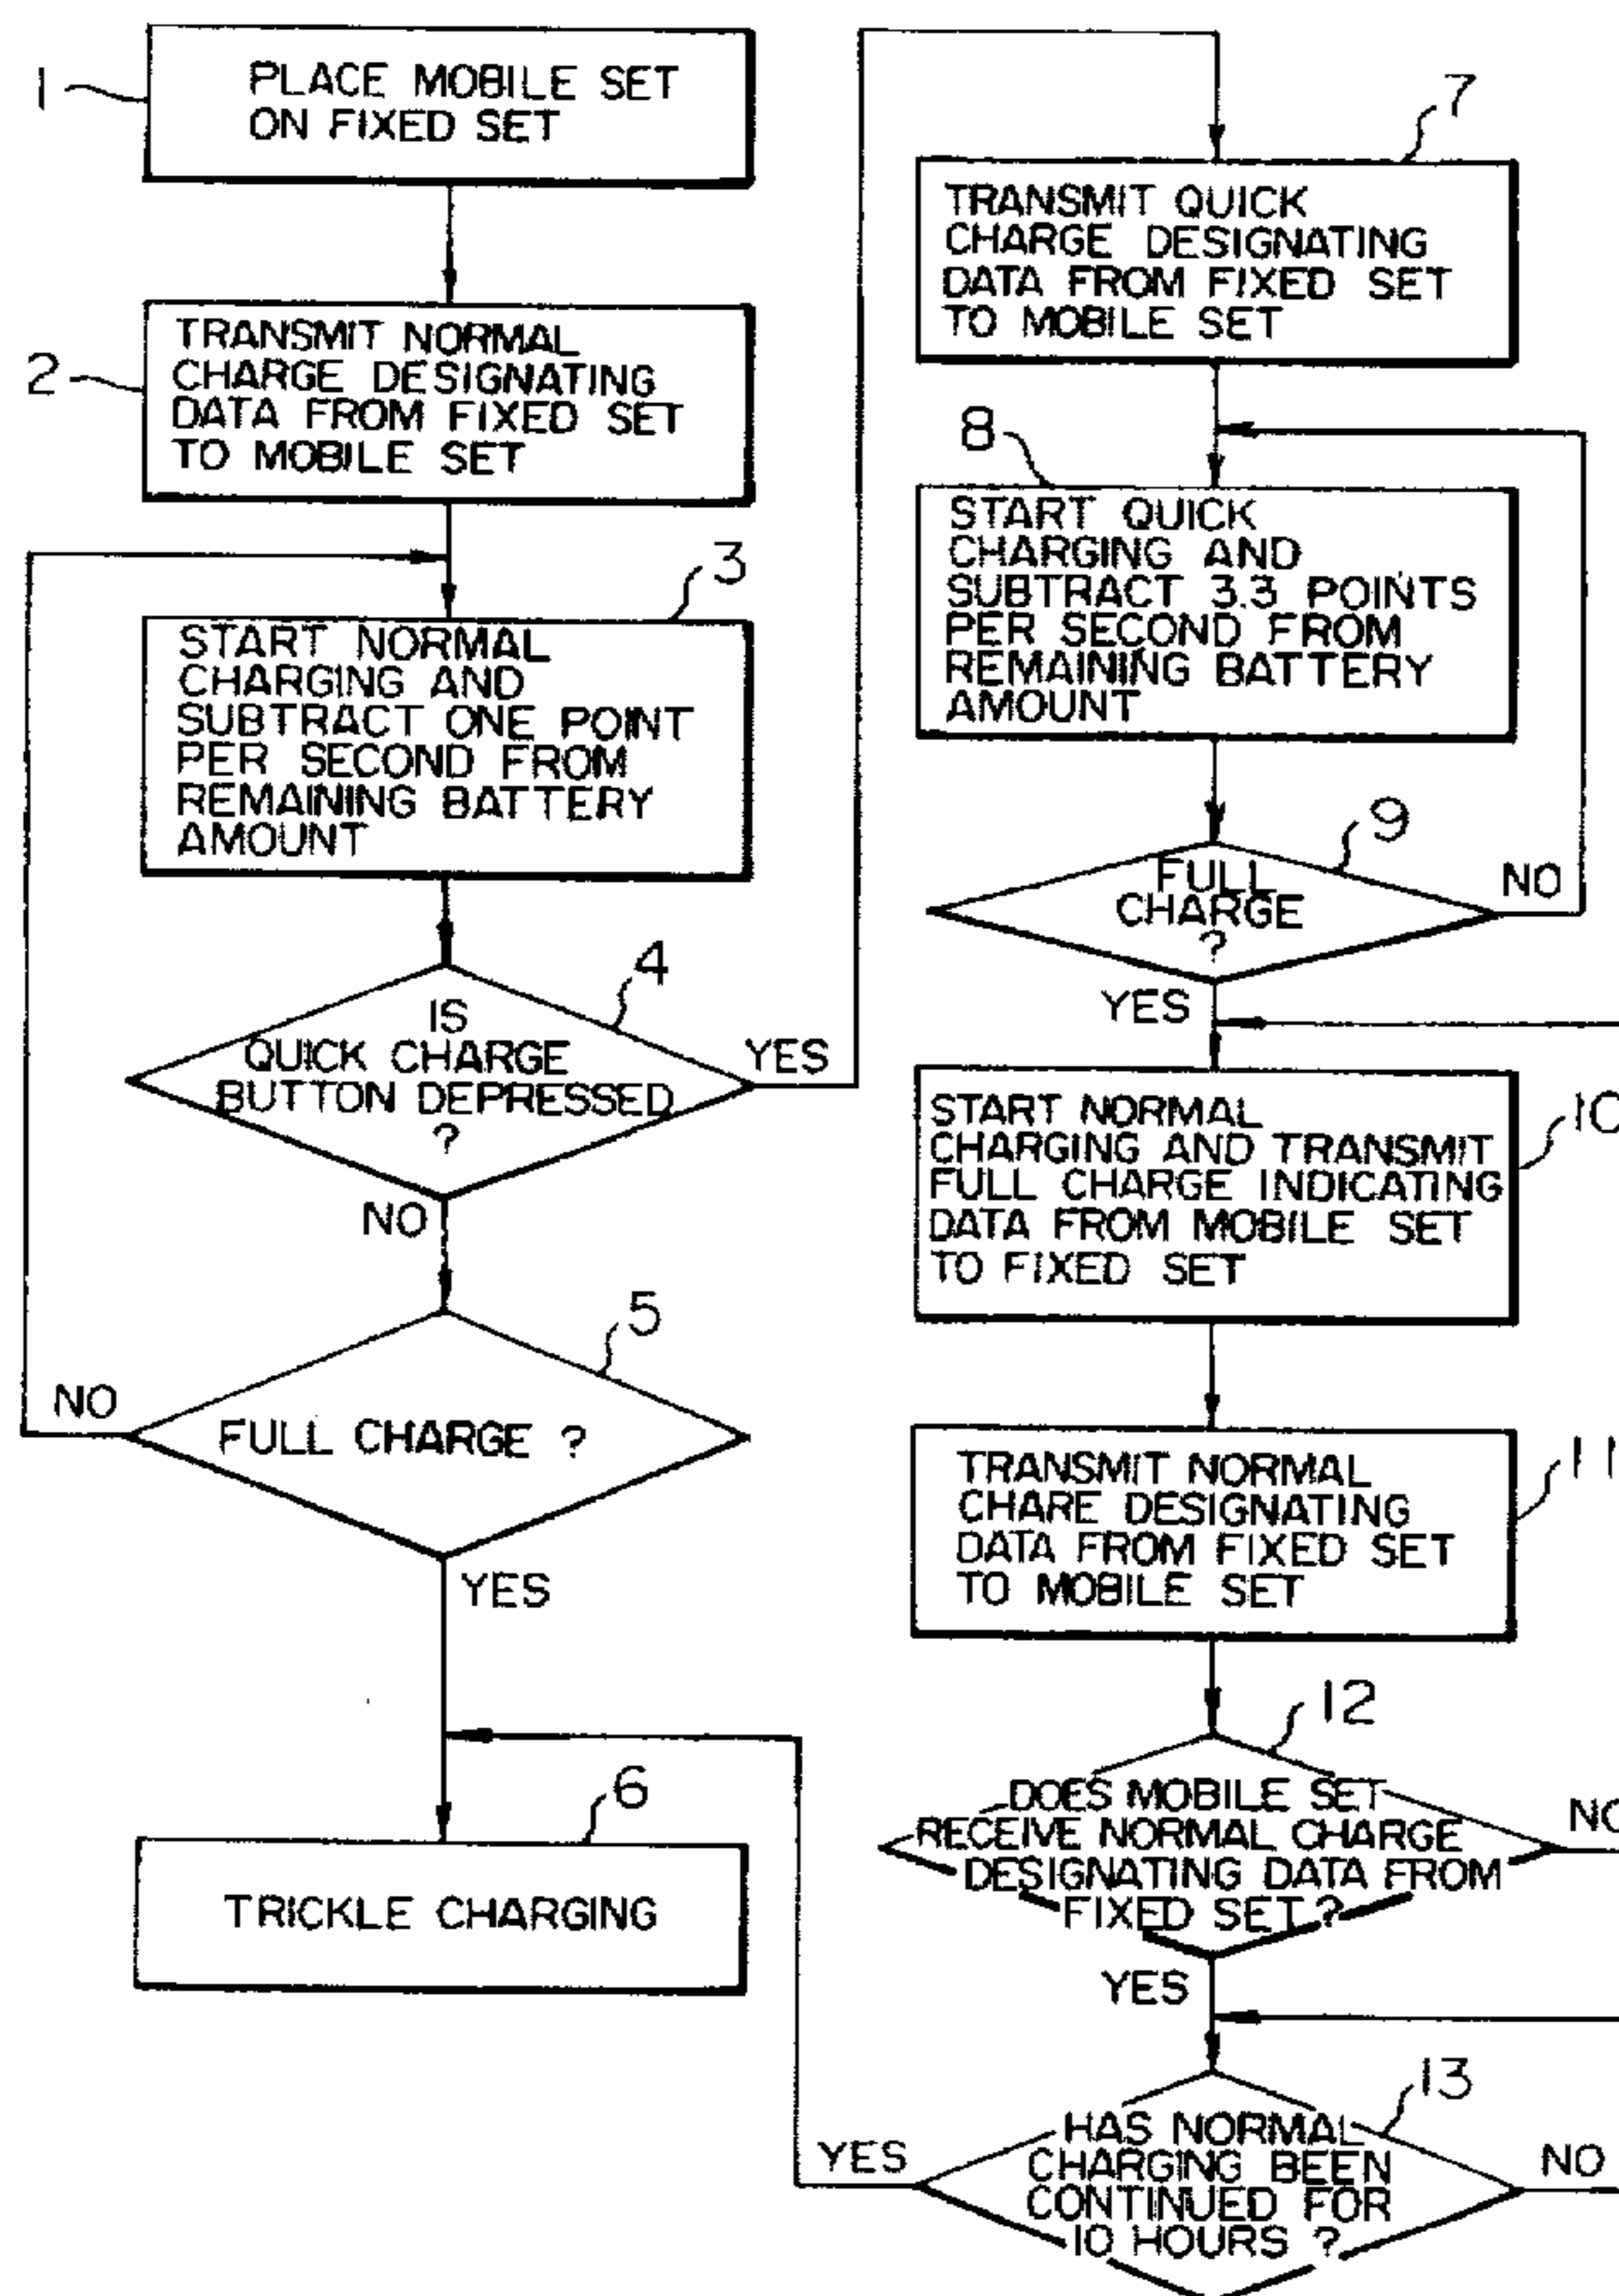 1
PLACE MOBILE SET
ON FIXED SET
2
TRANSMIT NORMAL
CHARGE DESIGNATING
DATA FROM FIXED SET
TO MOBILE SET
3
START NORMAL
CHARGING AND
SUBTRACT ONE POINT
PER SECOND FROM
REMAINING BATTERY
AMOUNT
4
IS
QUICK CHARGE
BUTTON DEPRESSED
?
YES
NO
5
FULL CHARGE ?
NO
YES
6
TRICKLE CHARGING
7
TRANSMIT QUICK
CHARGE DESIGNATING
DATA FROM FIXED SET
TO MOBILE SET
8
START QUICK
CHARGING AND
SUBTRACT 3.3 POINTS
PER SECOND FROM
REMAINING BATTERY
AMOUNT
9
FULL
CHARGE
?
NO
YES
10
START NORMAL
CHARGING AND TRANSMIT
FULL CHARGE INDICATING
DATA FROM MOBILE SET
TO FIXED SET
11
TRANSMIT NORMAL
CHARE DESIGNATING
DATA FROM FIXED SET
TO MOBILE SET
12
DOES MOBILE SET
RECEIVE NORMAL CHARGE
DESIGNATING DATA FROM
FIXED SET ?
NO
YES
13
HAS NORMAL
CHARGING BEEN
CONTINUED FOR
10 HOURS ?
YES
NO